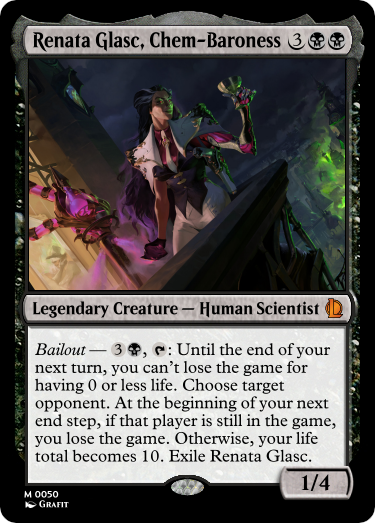 Renata Glasc, Chem-Baroness 3
Legendary Creature — Human Scientist
Bailout — 3, : Until the end of your
next turn, you can't lose the game for
having 0 or less life. Choose target
opponent. At the beginning of your next
end step, if that player is still in the game,
you lose the game. Otherwise, your life
total becomes 10. Exile Renata Glasc.
1/4
M 0050
Grafit